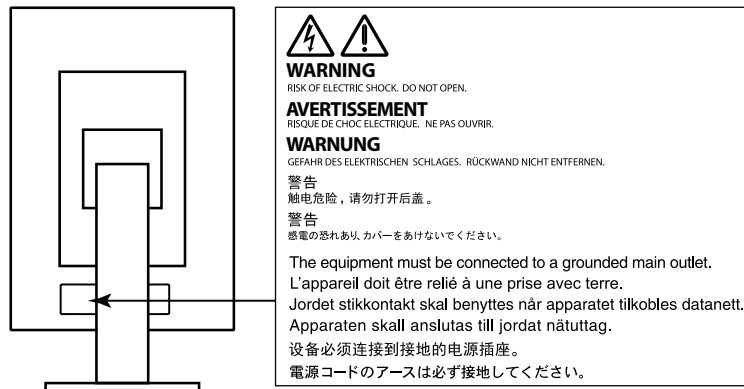 WARNING
RISK OF ELECTRIC SHOCK. DO NOT OPEN.
AVERTISSEMENT
RISQUE DE CHOC ELECTRIQUE. NE PAS OUVRIR.
WARNUNG
GEFAHR DES ELEKTRISCHEN SCHLAGES. RÜCKWAND NICHT ENTFERNEN.
警告
触电危险，请勿打开后盖。
警告
感電の恐れあり、カバーをあけないでください。
The equipment must be connected to a grounded main outlet.
L'appareil doit être relié à une prise avec terre.
Jordet stikkontakt skal benyttes når apparatet tilkobles datanett.
Apparaten skall anslutas till jordat nätuttag.
设备必须连接到接地的电源插座。
電源コードのアースは必ず接地してください。